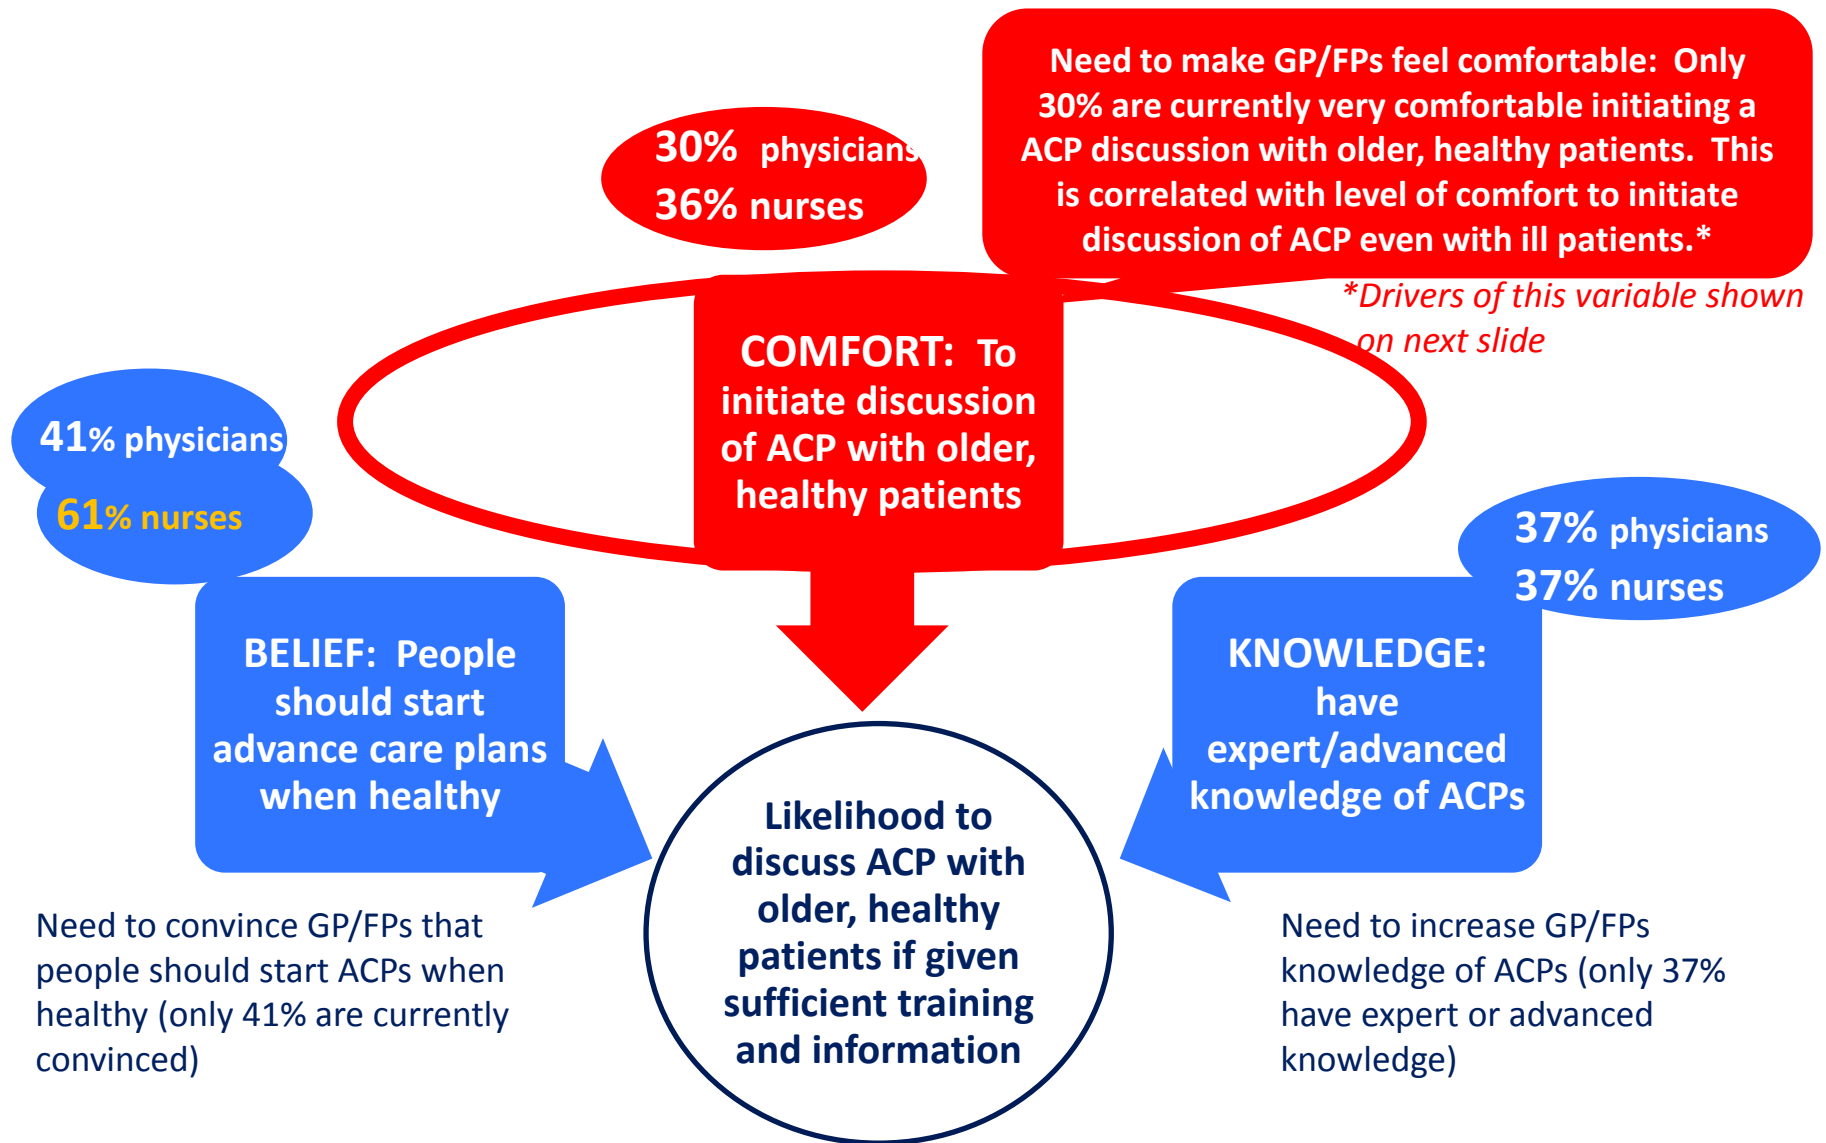 Need to make GP/FPs feel comfortable:  Only
30% are currently very comfortable initiating a
ACP discussion with older, healthy patients.  This
is correlated with level of comfort to initiate
discussion of ACP even with ill patients.*
*Drivers of this variable shown
on next slide
30%  physicians
36% nurses
COMFORT:  To
initiate discussion
of ACP with older,
healthy patients
41% physicians
61% nurses
37% physicians
37% nurses
BELIEF:  People
should start
advance care plans
when healthy
KNOWLEDGE:
have
expert/advanced
knowledge of ACPs
Likelihood to
discuss ACP with
older, healthy
patients if given
sufficient training
and information
Need to convince GP/FPs that
people should start ACPs when
healthy (only 41% are currently
convinced)
Need to increase GP/FPs
knowledge of ACPs (only 37%
have expert or advanced
knowledge)